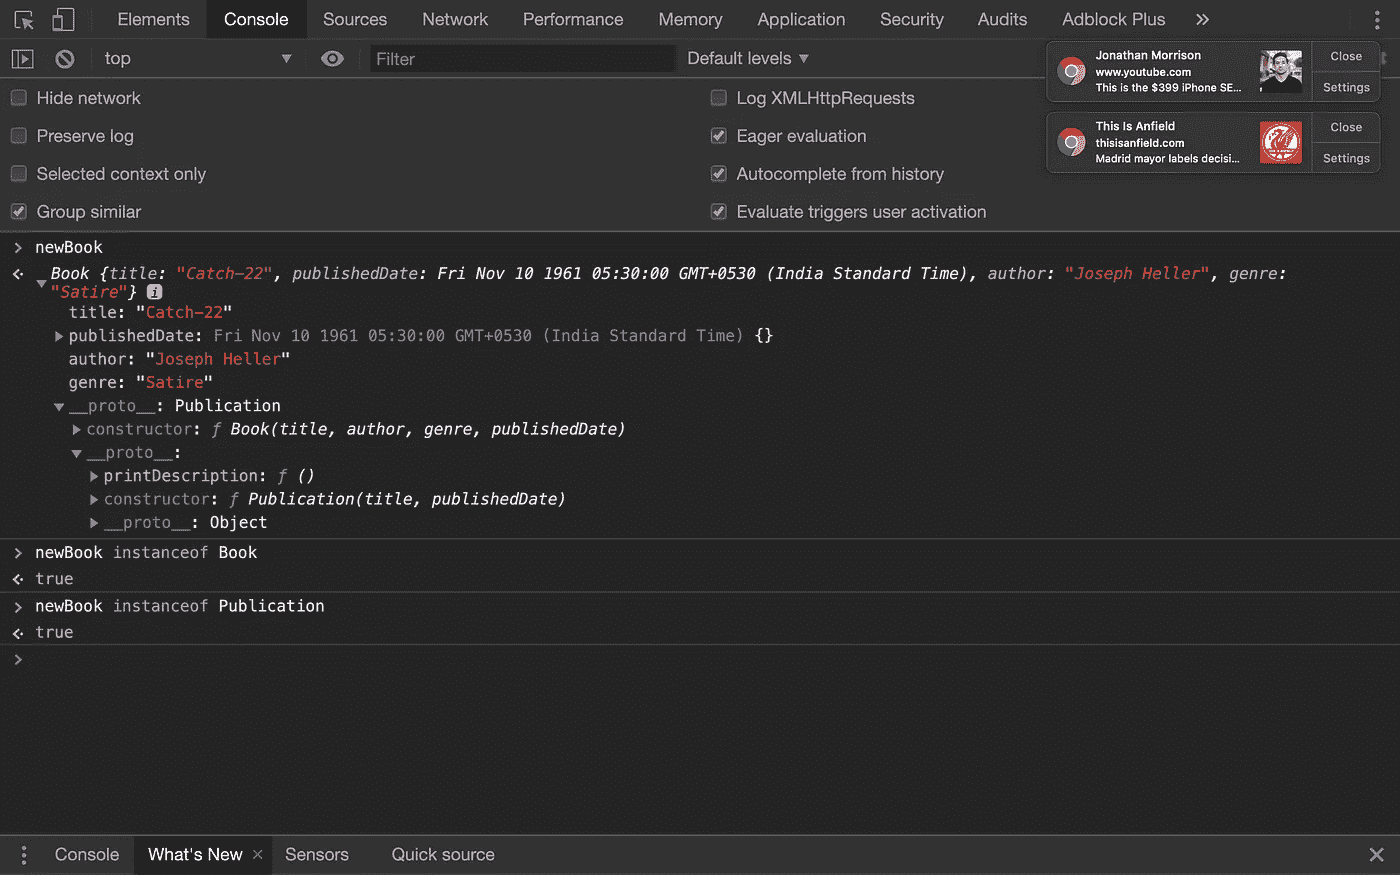 Elements Console Sources Network Performance Memory Application Security Audits Adblock Plus »
top ▼ Filter Default levels ▼
Jonathan Morrison
www.youtube.com
This is the $399 iPhone SE...
Close
Settings
This Is Anfield
thisisanfield.com
Madrid mayor labels decisi...
Close
Settings
Hide network
Log XMLHttpRequests
Preserve log
Eager evaluation
Selected context only
Autocomplete from history
Group similar
Evaluate triggers user activation
> newBook
Book {title: "Catch-22", publishedDate: Fri Nov 10 1961 05:30:00 GMT+0530 (India Standard Time), author: "Joseph Heller", genre:
"Satire"} i
title: "Catch-22"
publishedDate: Fri Nov 10 1961 05:30:00 GMT+0530 (India Standard Time) {}
author: "Joseph Heller"
genre: "Satire"
__proto__: Publication
constructor: ƒ Book(title, author, genre, publishedDate)
__proto__:
printDescription: ƒ ()
constructor: ƒ Publication(title, publishedDate)
__proto__: Object
> newBook instanceof Book
true
> newBook instanceof Publication
true
>
Console What's New × Sensors Quick source